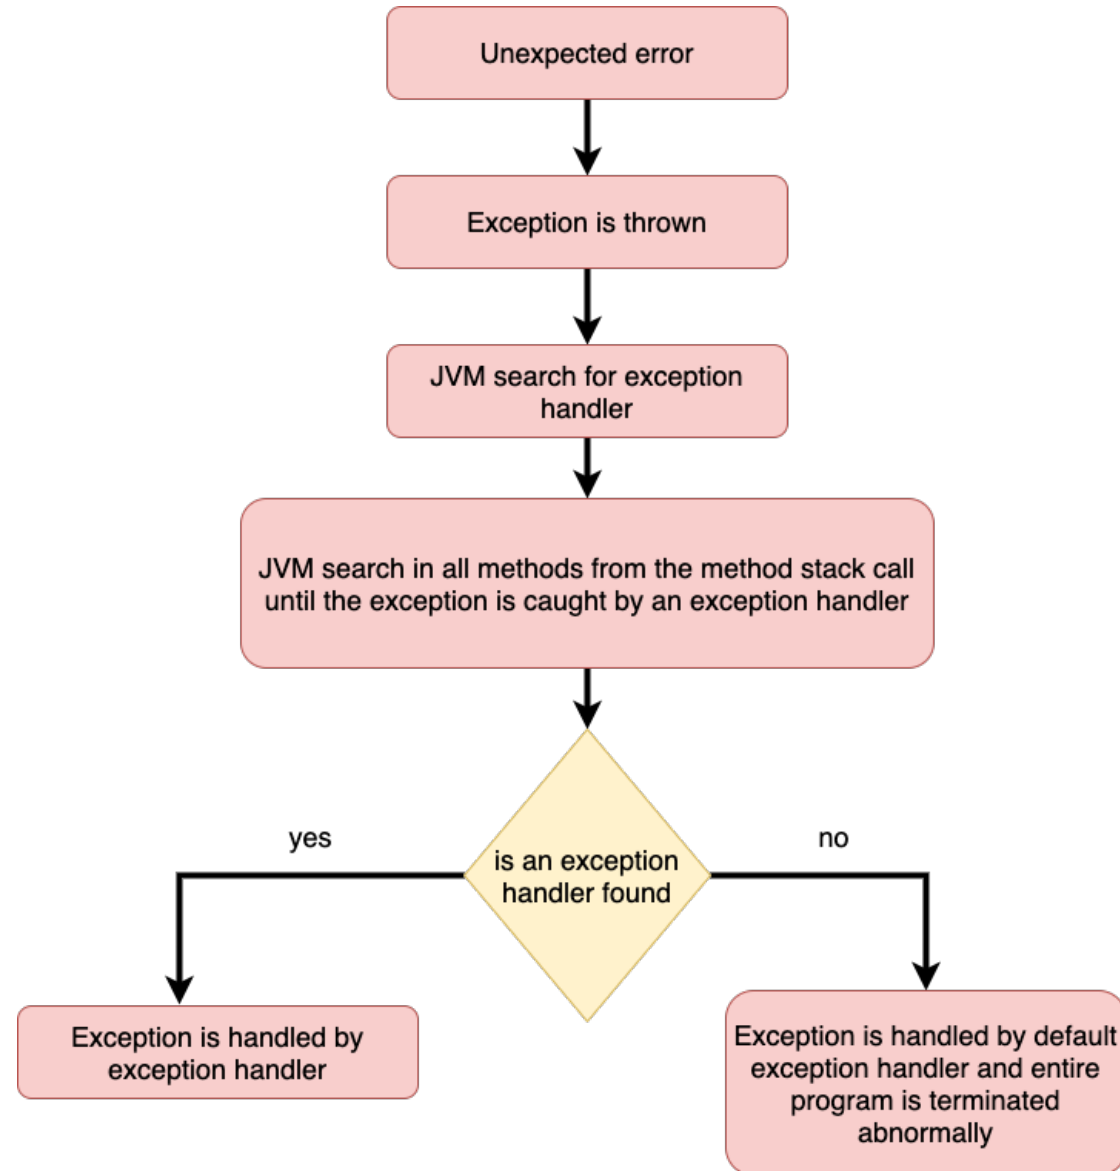 Unexpected error
Exception is thrown
JVM search for exception
handler
JVM search in all methods from the method stack call
until the exception is caught by an exception handler
yes
no
is an exception
handler found
Exception is handled by
exception handler
Exception is handled by default
exception handler and entire
program is terminated
abnormally